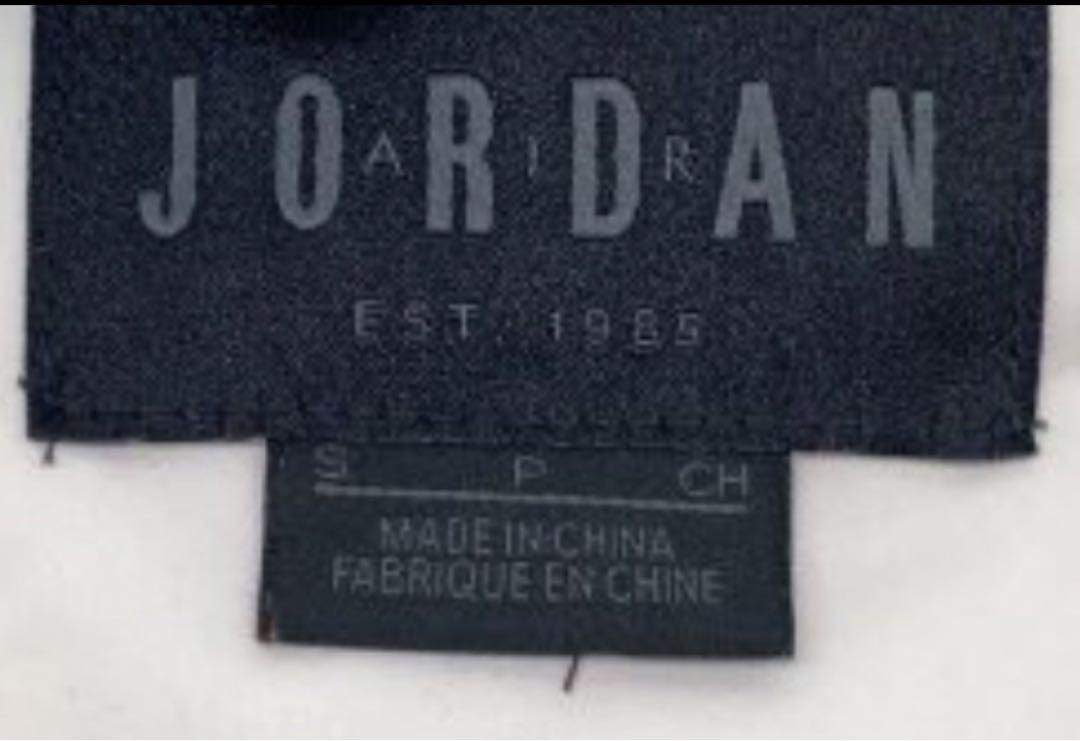 JORDAN
AIR
EST. 1985
S P CH
MADE IN CHINA
FABRIQUE EN CHINE